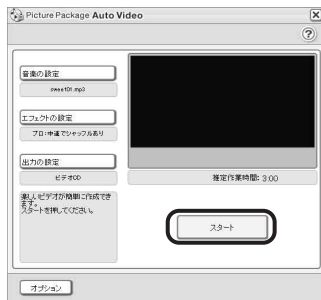 Picture Package Auto Video
音楽の設定
sweet01.mp3
エフェクトの設定
プロ:中速でシャッフルあり
出力の設定
ビデオCD
推定作業時間: 3:00
楽しいビデオが簡単に作成でき
ます。
スタートを押してください。
スタート
オプション